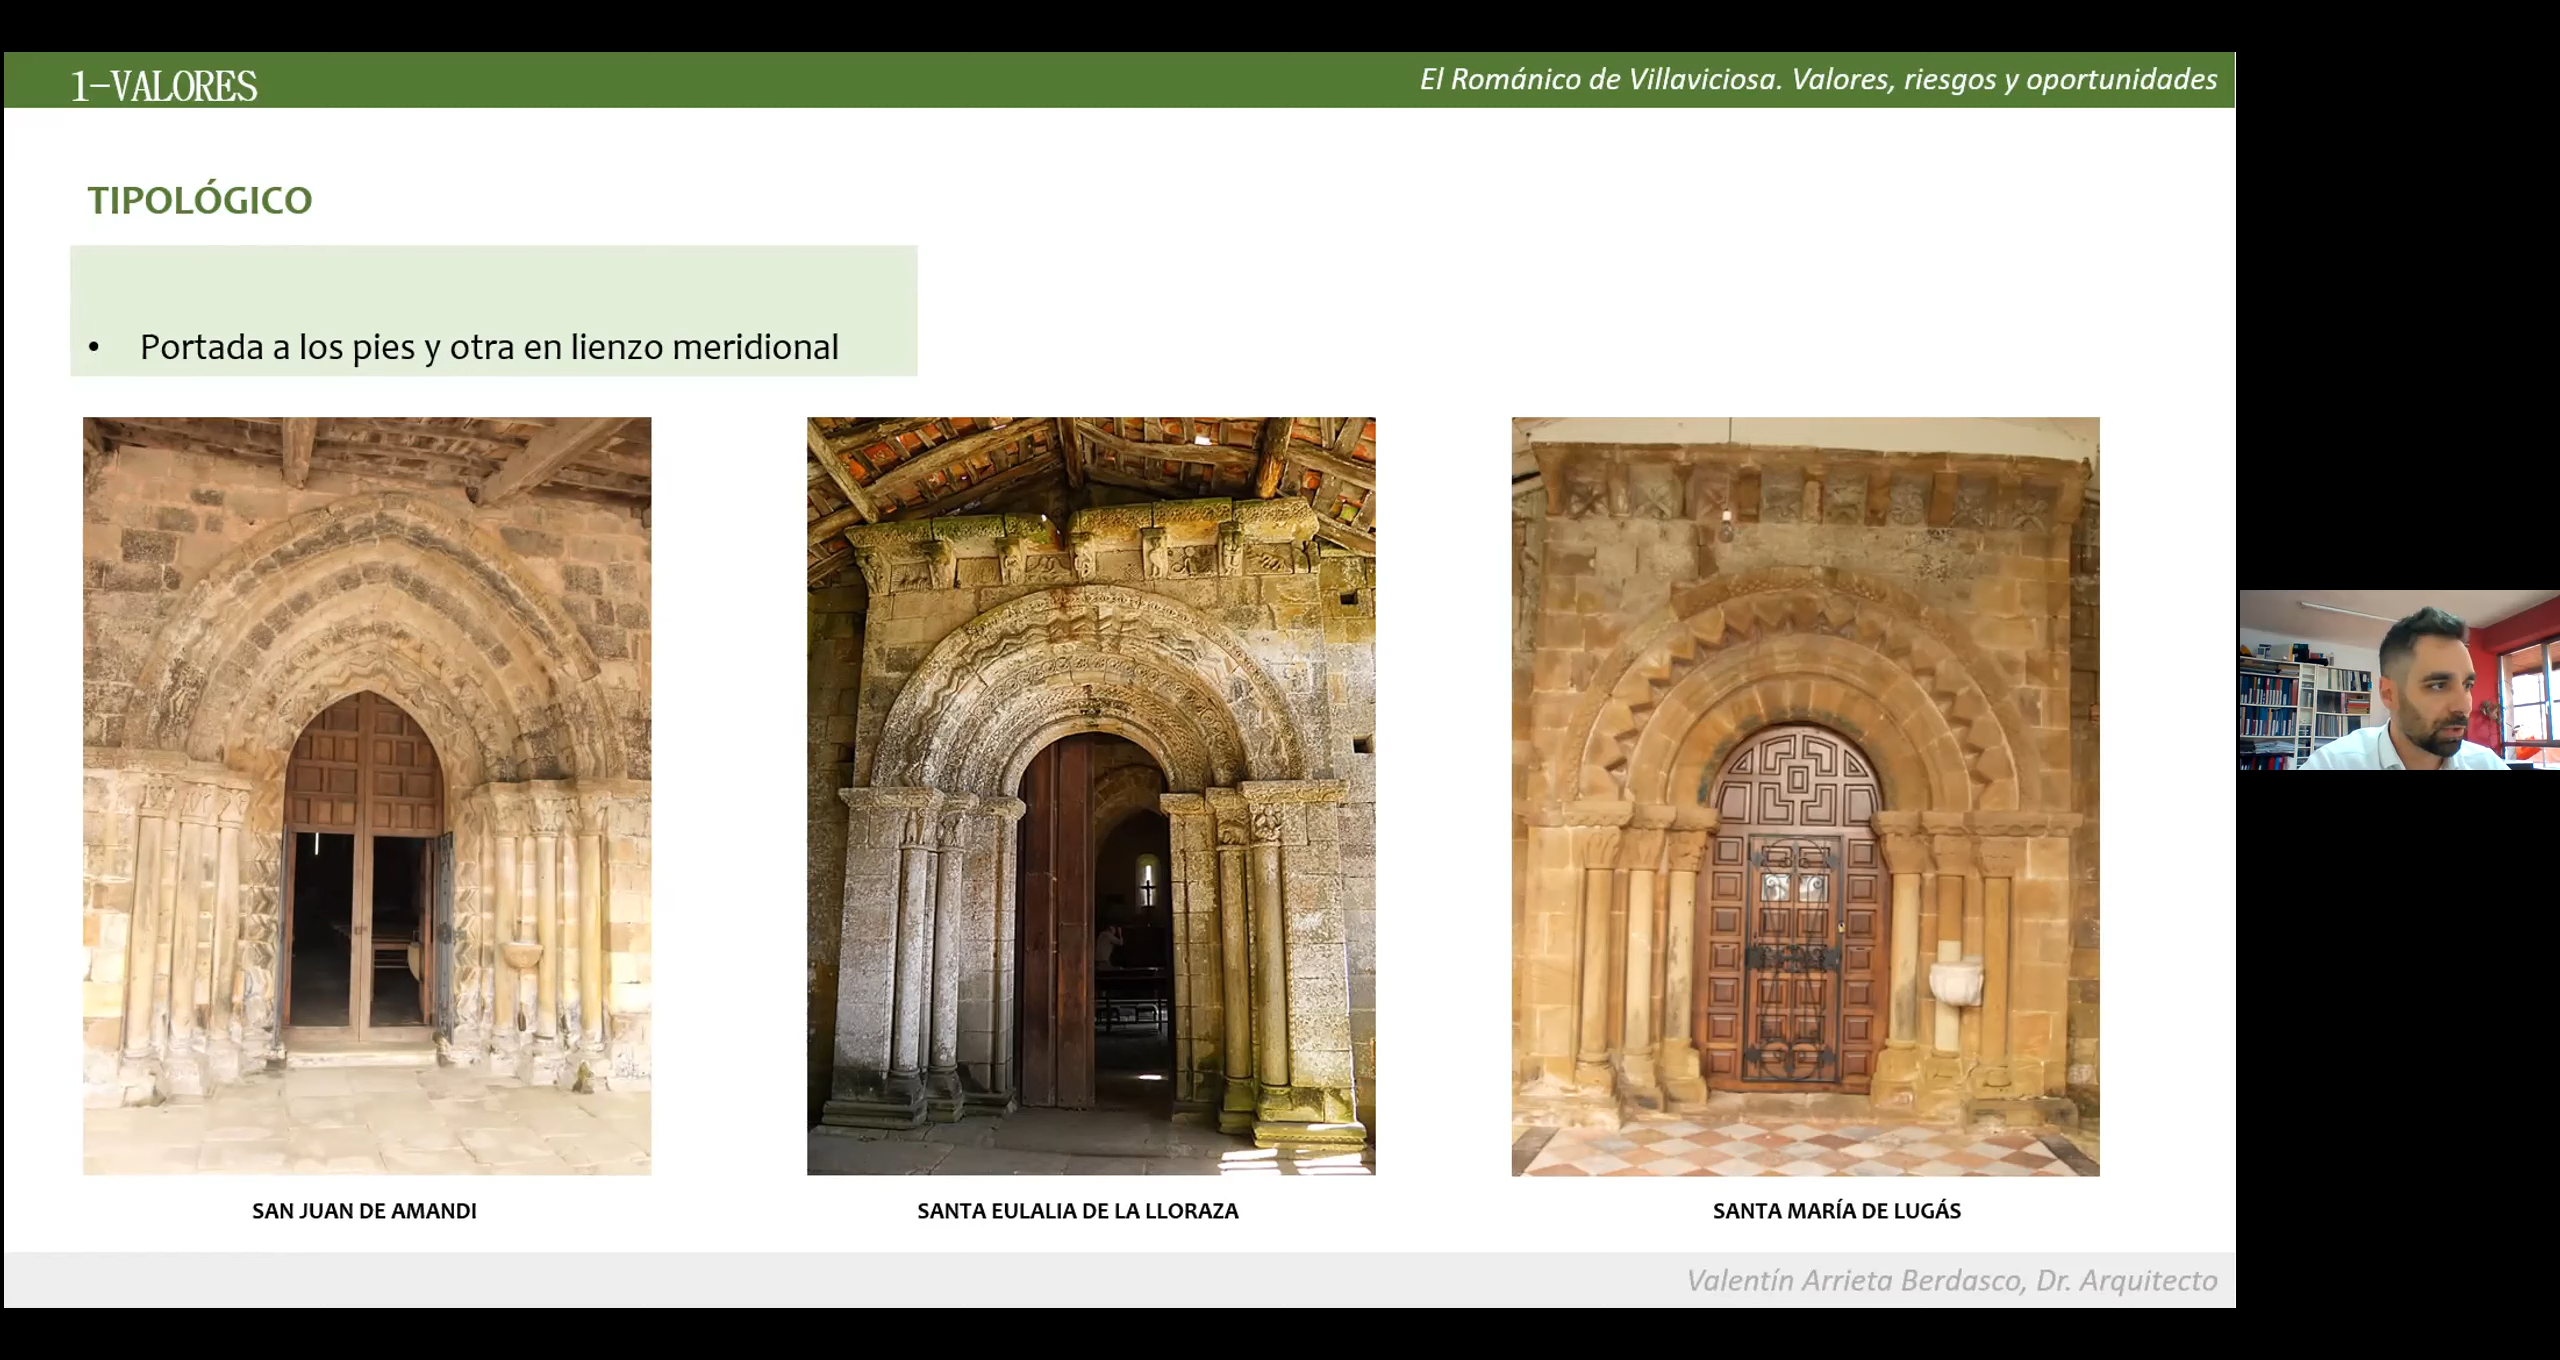 1-VALORES
El Románico de Villaviciosa. Valores, riesgos y oportunidades
TIPOLÓGICO
• Portada a los pies y otra en lienzo meridional
SAN JUAN DE AMANDI
SANTA EULALIA DE LA LLORAZA
SANTA MARÍA DE LUGÁS
Valentín Arrieta Berdasco, Dr. Arquitecto